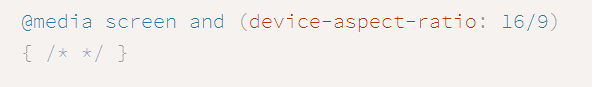 @media screen and (device-aspect-ratio: 16/9)
{ /* */ }